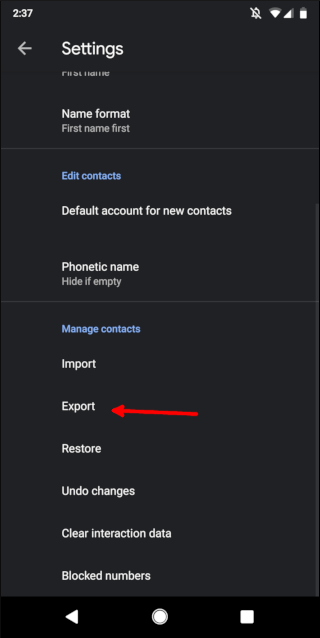 2:37
Settings
First name
Name format
First name first
Edit contacts
Default account for new contacts
Phonetic name
Hide if empty
Manage contacts
Import
Export
Restore
Undo changes
Clear interaction data
Blocked numbers